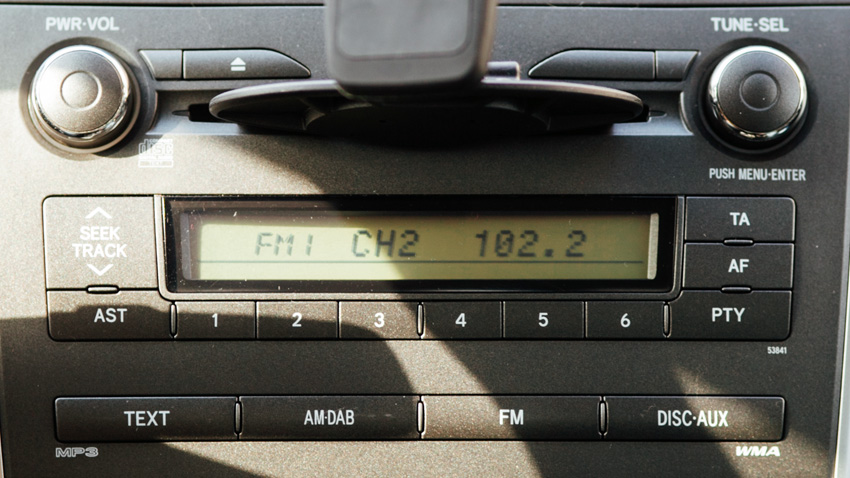 PWR·VOL
TUNE·SEL
disc
PUSH MENU·ENTER
SEEK
TRACK
FM1 CH2 102.2
TA
AF
AST
1 2 3 4 5 6
PTY
53841
TEXT
AM·DAB
FM
DISC·AUX
MP3
WMA